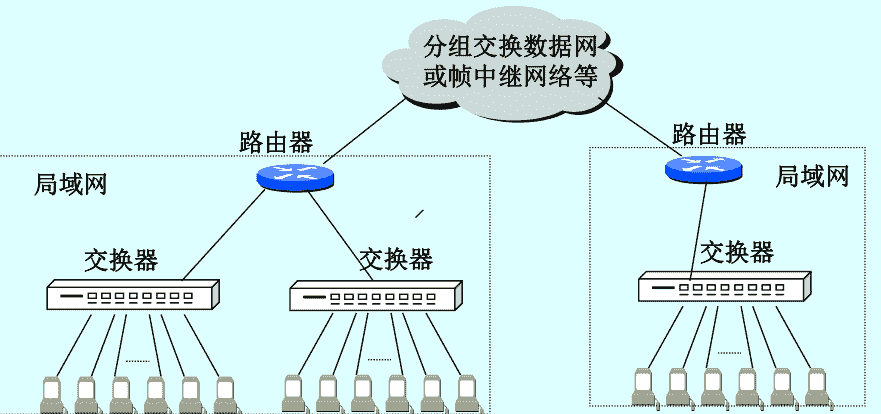 分组交换数据网
或帧中继网络等
路由器
路由器
局域网
局域网
交换器
交换器
交换器
......
......
......